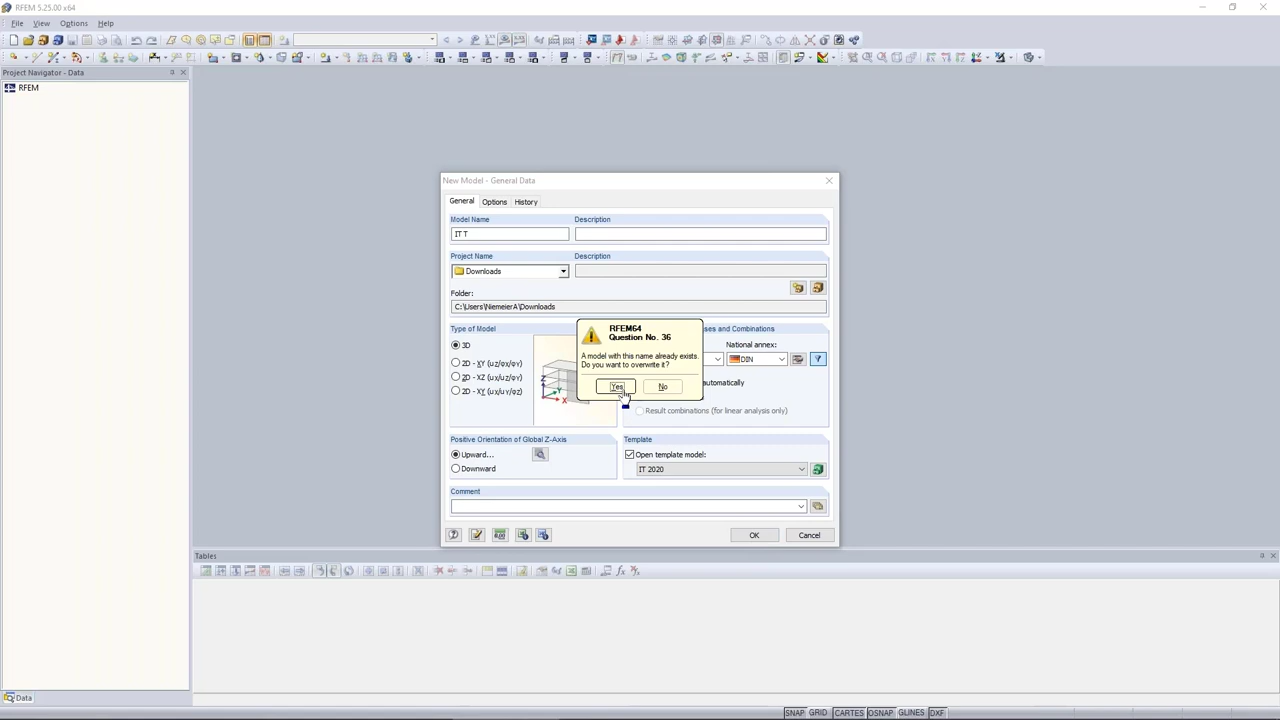 RFEM 5.25.00 x64
File View Options Help
Project Navigator - Data
RFEM
New Model - General Data
General Options History
Model Name Description
IT T
Project Name Description
Downloads
Folder:
C:\Users\NiemeierA\Downloads
Type of Model
3D
2D - XY (uz/φx/φy)
2D - XZ (ux/uz/φy)
2D - XY (ux/uy/φz)
Z
Y
X
ses and Combinations
National annex:
DIN
automatically
Result combinations (for linear analysis only)
RFEM64
Question No. 36
A model with this name already exists.
Do you want to overwrite it?
Yes No
Positive Orientation of Global Z-Axis
Upward...
Downward
Template
Open template model:
IT 2020
Comment
OK Cancel
Tables
Data
SNAP GRID CARTES OSNAP GLINES DXF